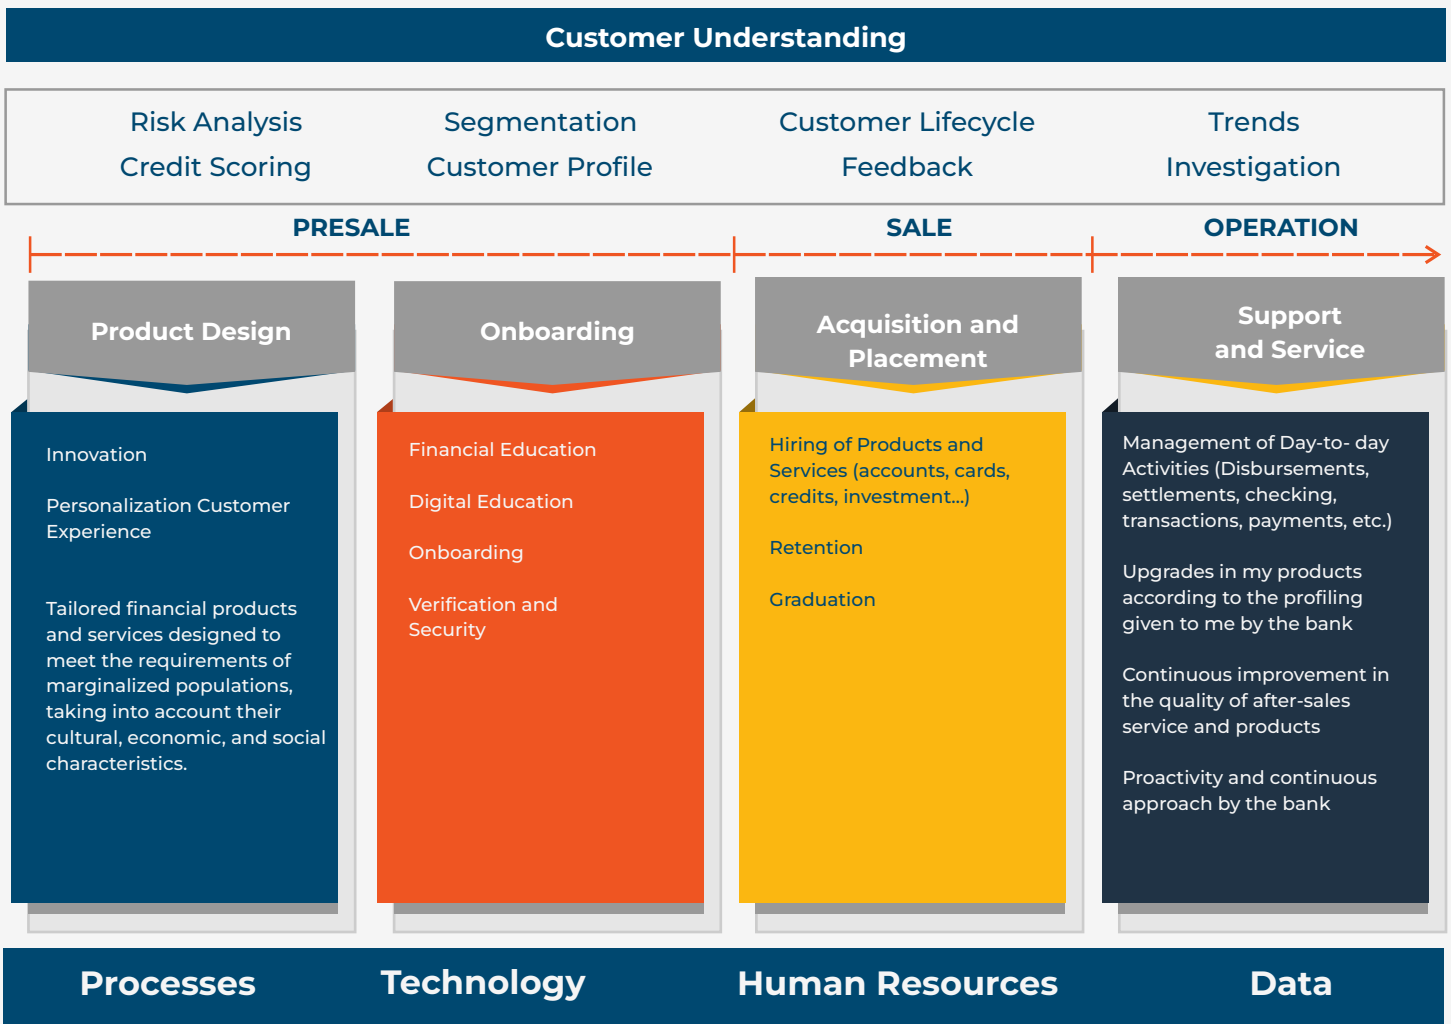 Customer Understanding
Risk Analysis
Credit Scoring
Segmentation
Customer Profile
Customer Lifecycle
Feedback
Trends
Investigation
PRESALE
SALE
OPERATION
Product Design
Innovation
Personalization Customer
Experience
Tailored financial products
and services designed to
meet the requirements of
marginalized populations,
taking into account their
cultural, economic, and social
characteristics.
Onboarding
Financial Education
Digital Education
Onboarding
Verification and
Security
Acquisition and
Placement
Hiring of Products and
Services (accounts, cards,
credits, investment...)
Retention
Graduation
Support
and Service
Management of Day-to- day
Activities (Disbursements,
settlements, checking,
transactions, payments, etc.)
Upgrades in my products
according to the profiling
given to me by the bank
Continuous improvement in
the quality of after-sales
service and products
Proactivity and continuous
approach by the bank
Processes
Technology
Human Resources
Data